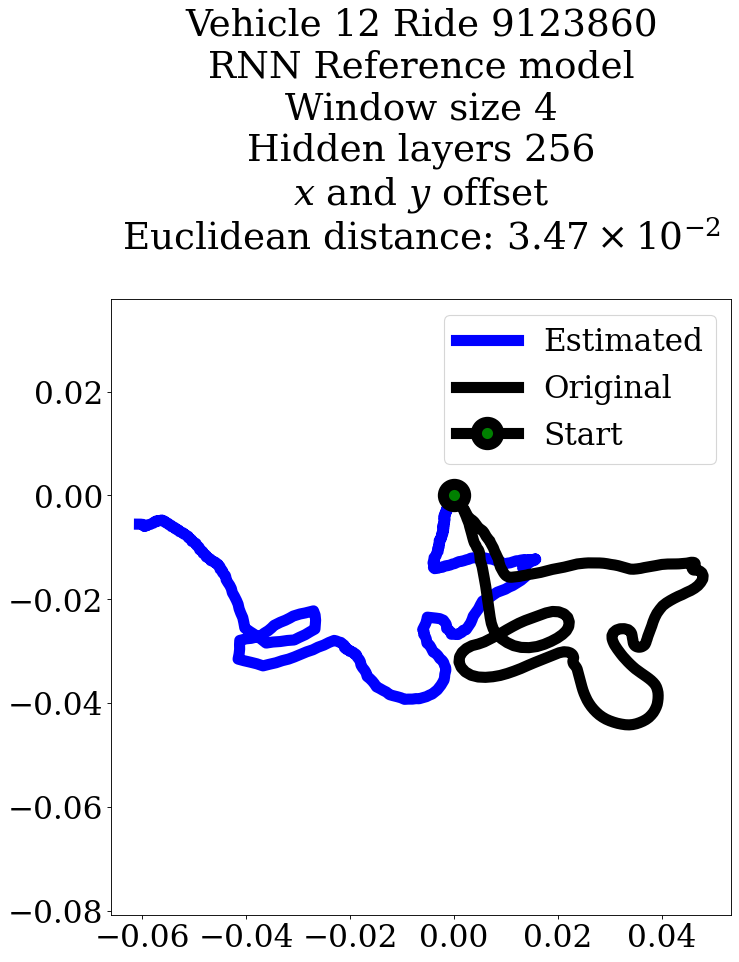 Vehicle 12 Ride 9123860
RNN Reference model
Window size 4
Hidden layers 256
x and y offset
Euclidean distance: 3.47 × 10⁻²
Estimated
Original
Start
0.02
0.00
−0.02
−0.04
−0.06
−0.08
−0.06 −0.04 −0.02 0.00 0.02 0.04